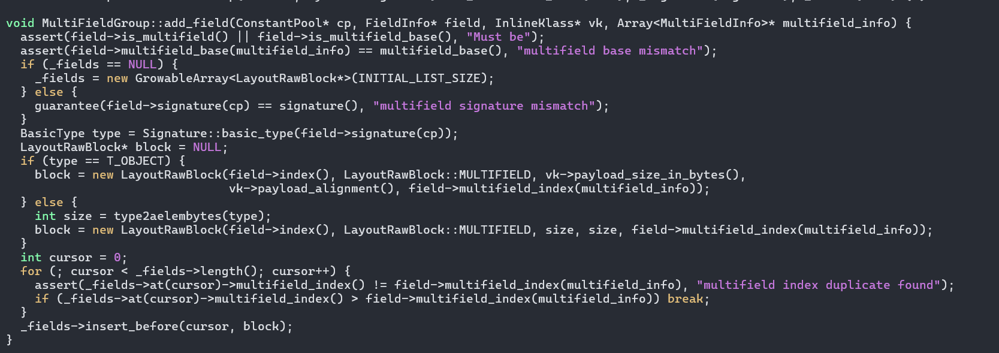 void MultiFieldGroup::add_field(ConstantPool* cp, FieldInfo* field, InlineKlass* vk, Array<MultiFieldInfo>* multifield_info) {
  assert(field->is_multifield() || field->is_multifield_base(), "Must be");
  assert(field->multifield_base(multifield_info) == multifield_base(), "multifield base mismatch");
  if (_fields == NULL) {
    _fields = new GrowableArray<LayoutRawBlock*>(INITIAL_LIST_SIZE);
  } else {
    guarantee(field->signature(cp) == signature(), "multifield signature mismatch");
  }
  BasicType type = Signature::basic_type(field->signature(cp));
  LayoutRawBlock* block = NULL;
  if (type == T_OBJECT) {
    block = new LayoutRawBlock(field->index(), LayoutRawBlock::MULTIFIELD, vk->payload_size_in_bytes(),
                               vk->payload_alignment(), field->multifield_index(multifield_info));
  } else {
    int size = type2aelembytes(type);
    block = new LayoutRawBlock(field->index(), LayoutRawBlock::MULTIFIELD, size, size, field->multifield_index(multifield_info));
  }
  int cursor = 0;
  for (; cursor < _fields->length(); cursor++) {
    assert(_fields->at(cursor)->multifield_index() != field->multifield_index(multifield_info), "multifield index duplicate found");
    if (_fields->at(cursor)->multifield_index() > field->multifield_index(multifield_info)) break;
  }
  _fields->insert_before(cursor, block);
}